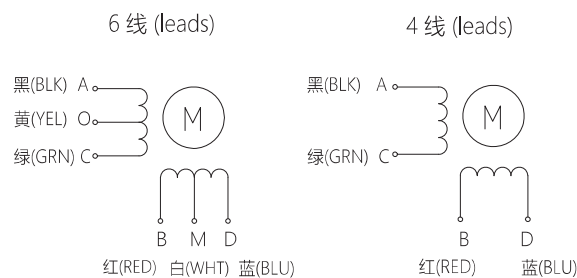 6 线 (leads)
4 线 (leads)
黑(BLK) A
黄(YEL) O
绿(GRN) C
M
B M D
红(RED) 白(WHT) 蓝(BLU)
黑(BLK) A
绿(GRN) C
M
B D
红(RED) 蓝(BLU)